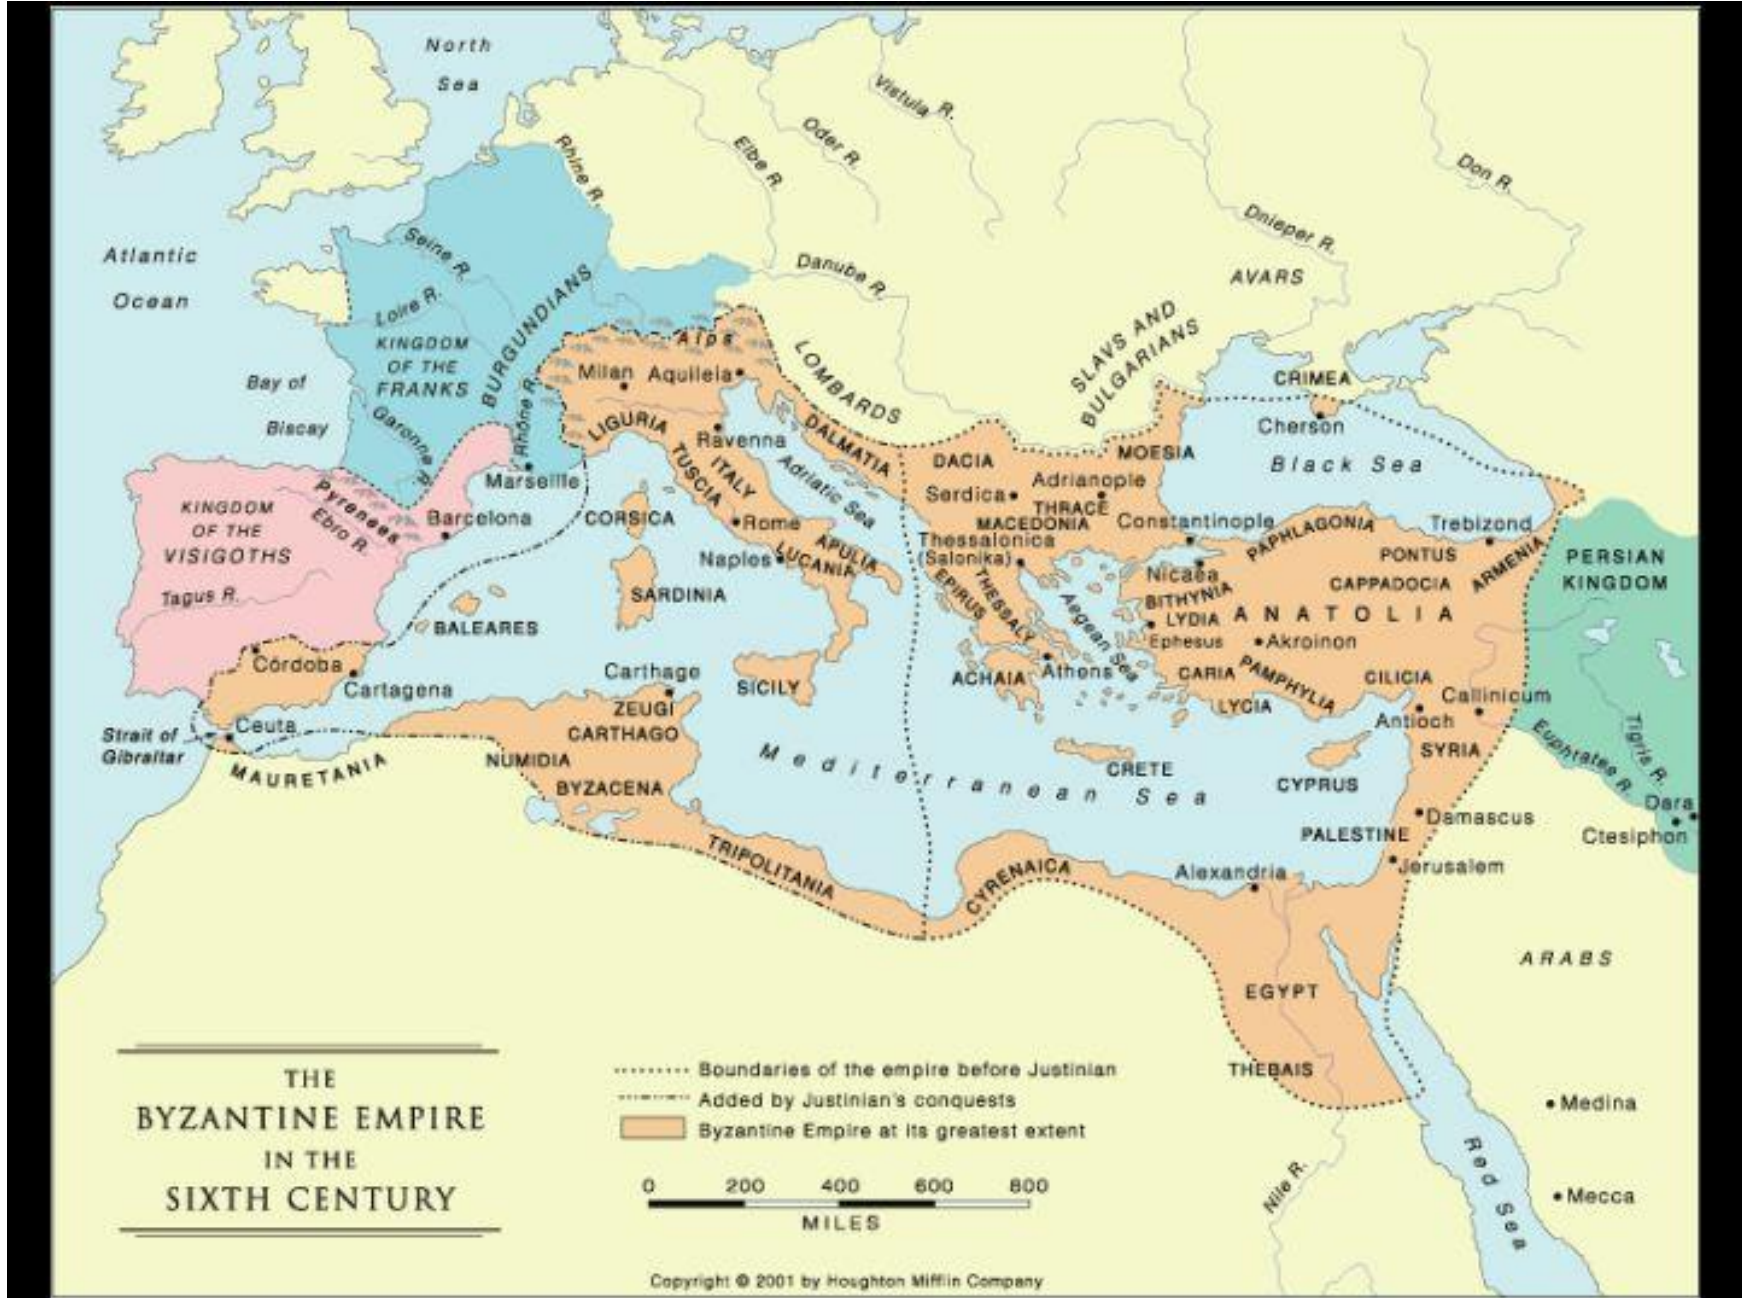 North
Sea
Vistula R.
Oder R.
Elbe R.
Rhine R.
Don R.
Dnieper R.
Atlantic
Ocean
Seine R.
Danube R.
AVARS
Loire R.
KINGDOM
OF THE
FRANKS
BURGUNDIANS
Alps
LOMBARDS
SLAVS AND
BULGARIANS
Bay of
Biscay
Garonne R.
Rhône R.
Milan
Aquileia
CRIMEA
Cherson
Black Sea
LIGURIA
Ravenna
DALMATIA
TUSCIA
ITALY
Adriatic Sea
DACIA
MOESIA
Marseille
Adrianople
Serdica
THRACE
KINGDOM
OF THE
VISIGOTHS
Pyrenees
Ebro R.
Barcelona
CORSICA
Rome
MACEDONIA
Constantinople
PAPHLAGONIA
Trebizond
Naples
LUCANIA
APULIA
Thessalonica
(Salonika)
PONTUS
ARMENIA
PERSIAN
KINGDOM
Nicaea
BITHYNIA
CAPPADOCIA
Tagus R.
SARDINIA
EPIRUS
THESSALY
Aegean Sea
LYDIA
ANATOLIA
BALEARES
Ephesus
Akroinon
Córdoba
Cartagena
Carthage
SICILY
ACHAIA
Athens
CARIA
PAMPHYLIA
CILICIA
Callinicum
ZEUGI
CARTHAGO
LYCIA
Antioch
Strait of
Gibraltar
Ceuta
MAURETANIA
NUMIDIA
BYZACENA
Mediterranean Sea
CRETE
CYPRUS
SYRIA
Euphrates R.
Tigris R.
Dara
Ctesiphon
Damascus
PALESTINE
TRIPOLITANIA
CYRENAICA
Alexandria
Jerusalem
ARABS
EGYPT
THEBAIS
Medina
Mecca
Red Sea
Nile R.
THE
BYZANTINE EMPIRE
IN THE
SIXTH CENTURY
Boundaries of the empire before Justinian
Added by Justinian's conquests
Byzantine Empire at its greatest extent
0 200 400 600 800
MILES
Copyright © 2001 by Houghton Mifflin Company